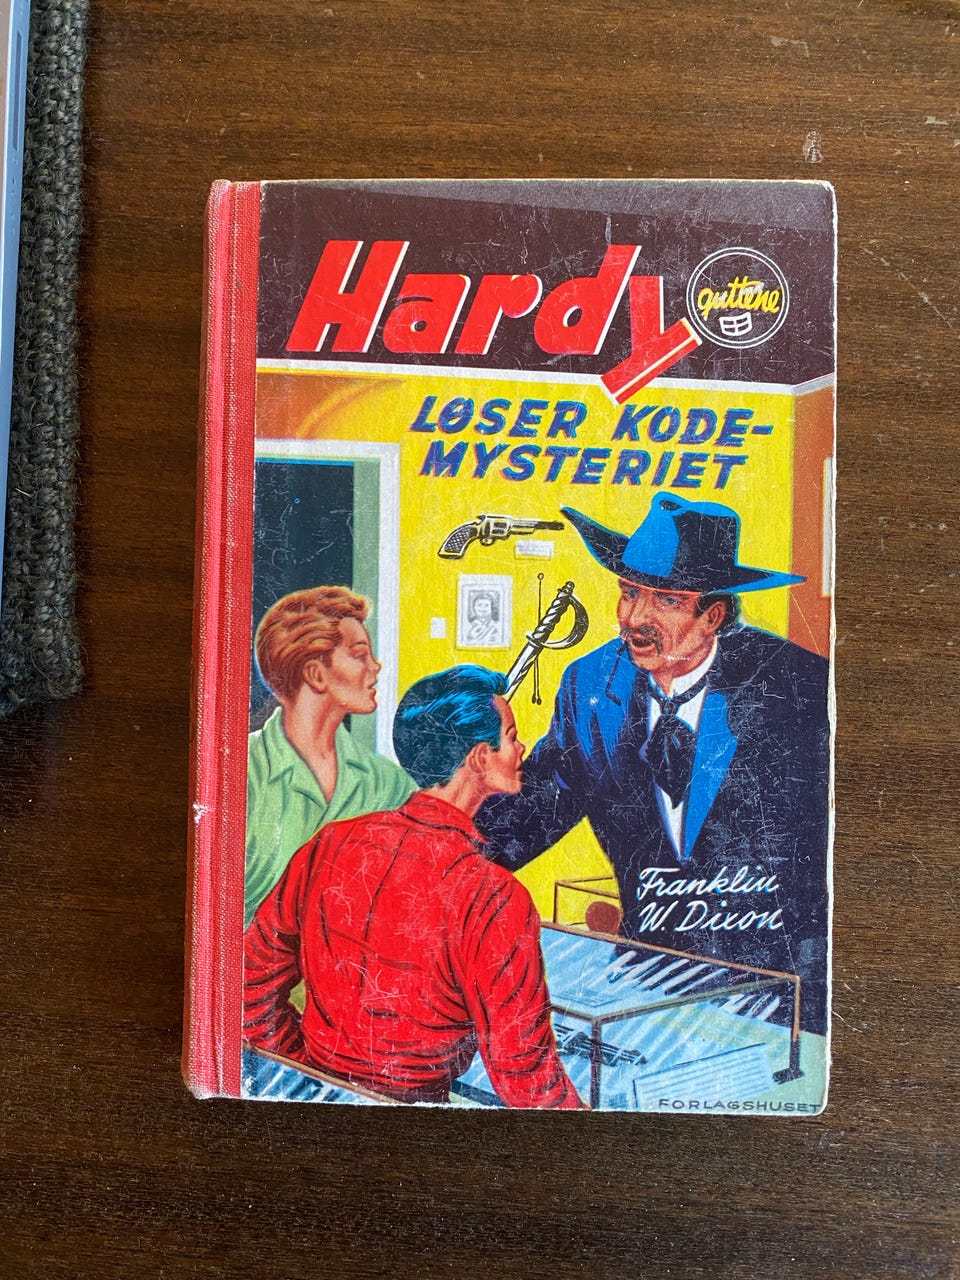 Hardy
guttene
LØSER KODE-
MYSTERIET
Franklin
W. Dixon
FORLAGSHUSET